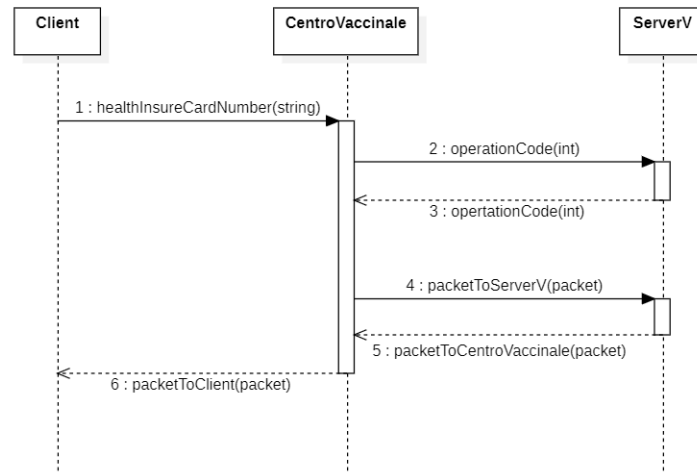 Client
CentroVaccinale
ServerV
1 : healthInsureCardNumber(string)
2 : operationCode(int)
3 : opertationCode(int)
4 : packetToServerV(packet)
5 : packetToCentroVaccinale(packet)
6 : packetToClient(packet)